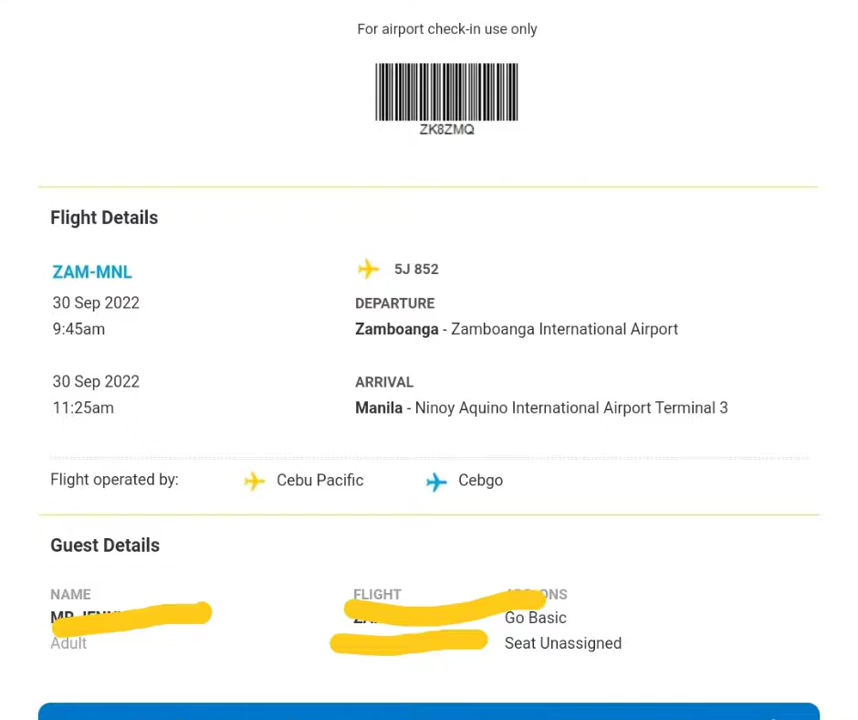 For airport check-in use only
ZK8ZMQ
Flight Details
ZAM-MNL
5J 852
30 Sep 2022
DEPARTURE
9:45am
Zamboanga - Zamboanga International Airport
30 Sep 2022
ARRIVAL
11:25am
Manila - Ninoy Aquino International Airport Terminal 3
Flight operated by: Cebu Pacific Cebgo
Guest Details
NAME FLIGHT
Go Basic
Adult Seat Unassigned